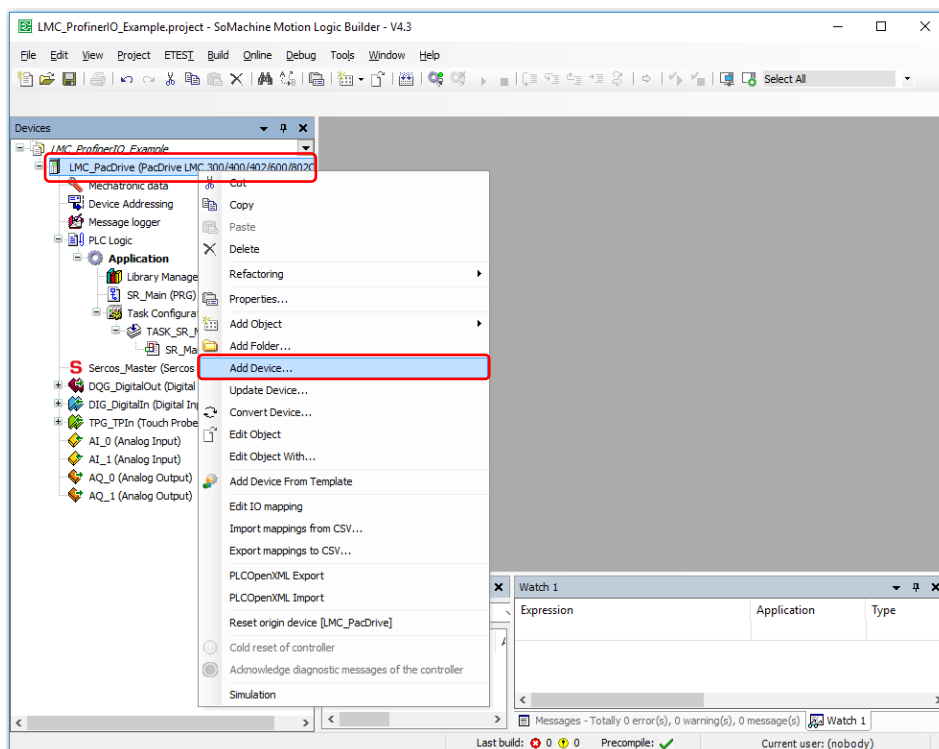 LMC_ProfinerIO_Example.project - SoMachine Motion Logic Builder - V4.3
File Edit View Project ETEST Build Online Debug Tools Window Help
Select All
Devices
LMC_ProfinerIO_Example
LMC_PacDrive (PacDrive LMC 300/400/402/600/802C
Mechatronic data
Device Addressing
Message logger
PLC Logic
Application
Library Manage
SR_Main (PRG)
Task Configurat
TASK_SR_M
SR_Ma
Sercos_Master (Sercos
DQG_DigitalOut (Digital
DIG_DigitalIn (Digital Inp
TPG_TPIn (Touch Probe
AI_0 (Analog Input)
AI_1 (Analog Input)
AQ_0 (Analog Output)
AQ_1 (Analog Output)
Cut
Copy
Paste
Delete
Refactoring
Properties...
Add Object
Add Folder...
Add Device...
Update Device...
Convert Device...
Edit Object
Edit Object With...
Add Device From Template
Edit IO mapping
Import mappings from CSV...
Export mappings to CSV...
PLCOpenXML Export
PLCOpenXML Import
Reset origin device [LMC_PacDrive]
Cold reset of controller
Acknowledge diagnostic messages of the controller
Simulation
Watch 1
Expression Application Type
Messages - Totally 0 error(s), 0 warning(s), 0 message(s) Watch 1
Last build: 0 0 Precompile: Current user: (nobody)